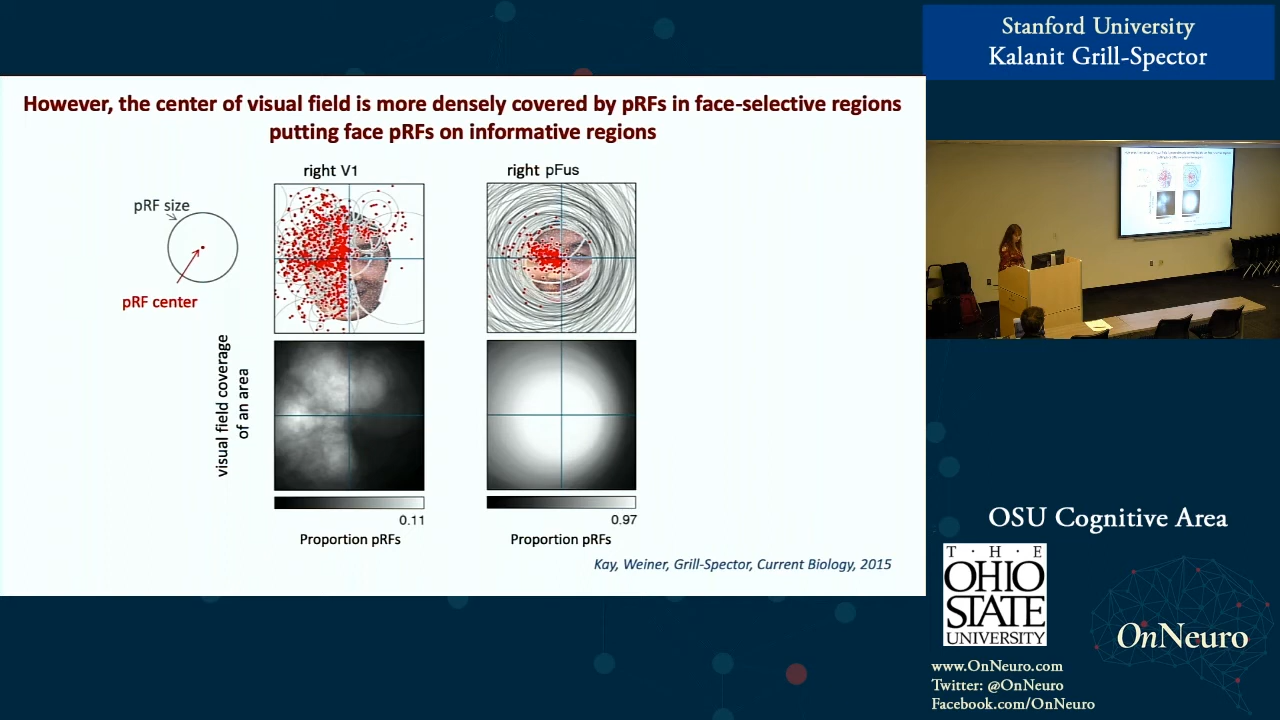 Stanford University
Kalanit Grill-Spector
However, the center of visual field is more densely covered by pRFs in face-selective regions
putting face pRFs on informative regions
right V1
right pFus
pRF size
pRF center
visual field coverage
of an area
0.11
0.97
Proportion pRFs
Proportion pRFs
Kay, Weiner, Grill-Spector, Current Biology, 2015
OSU Cognitive Area
T · H · E
OHIO
STATE
UNIVERSITY
OnNeuro
www.OnNeuro.com
Twitter: @OnNeuro
Facebook.com/OnNeuro